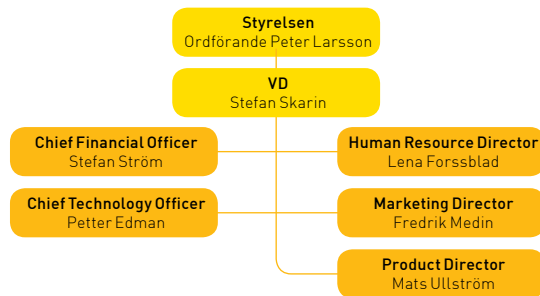 Styrelsen
Ordförande Peter Larsson
VD
Stefan Skarin
Chief Financial Officer
Stefan Ström
Human Resource Director
Lena Forssblad
Chief Technology Officer
Petter Edman
Marketing Director
Fredrik Medin
Product Director
Mats Ullström